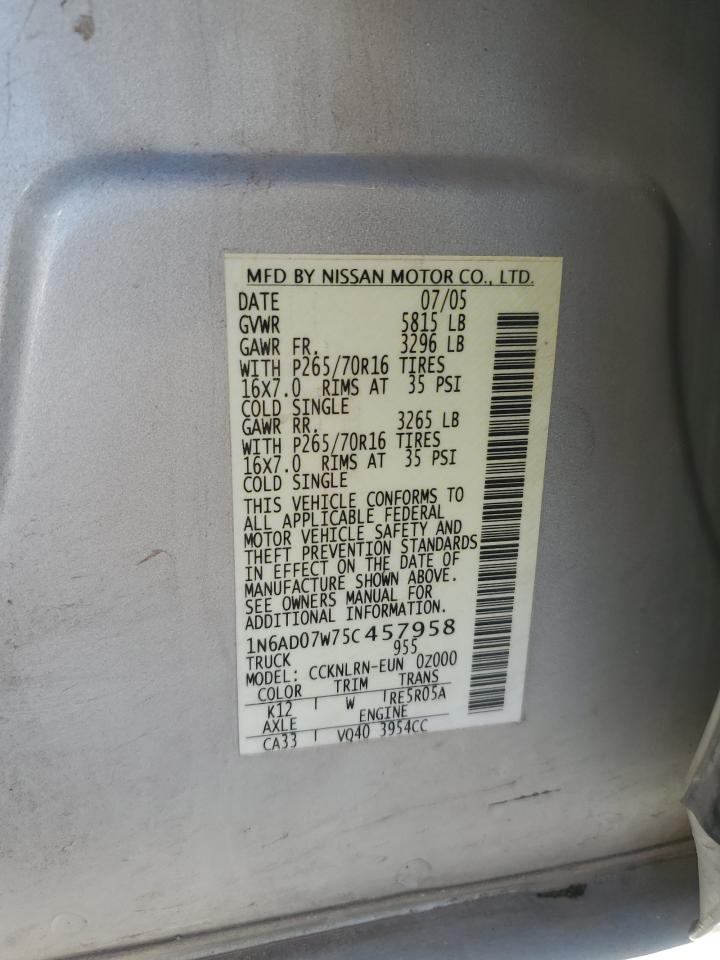 MFD BY NISSAN MOTOR CO., LTD.
DATE 07/05
GVWR 5815 LB
GAWR FR. 3296 LB
WITH P265/70R16 TIRES
16X7.0 RIMS AT 35 PSI
COLD SINGLE
GAWR RR. 3265 LB
WITH P265/70R16 TIRES
16X7.0 RIMS AT 35 PSI
COLD SINGLE
THIS VEHICLE CONFORMS TO
ALL APPLICABLE FEDERAL
MOTOR VEHICLE SAFETY AND
THEFT PREVENTION STANDARDS
IN EFFECT ON THE DATE OF
MANUFACTURE SHOWN ABOVE.
SEE OWNERS MANUAL FOR
ADDITIONAL INFORMATION.
1N6AD07W75C457958
TRUCK 955
MODEL: CCKNLRN-EUN 0Z000
COLOR TRIM TRANS
K12 W RE5R05A
AXLE ENGINE
CA33 VQ40 3954CC